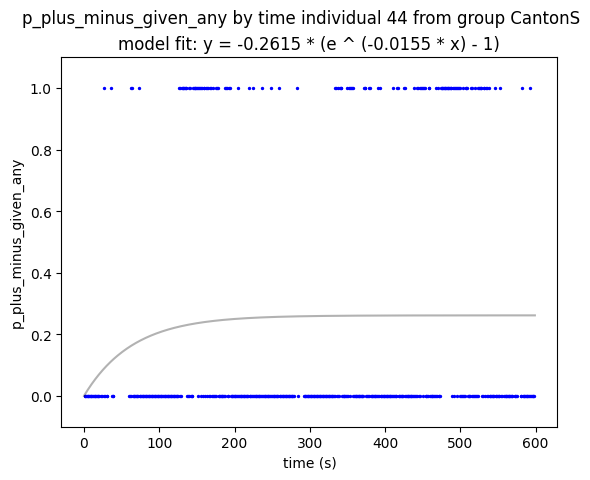 p_plus_minus_given_any by time individual 44 from group CantonS
model fit: y = -0.2615 * (e ^ (-0.0155 * x) - 1)
1.0
0.8
0.6
0.4
0.2
0.0
p_plus_minus_given_any
0 100 200 300 400 500 600
time (s)